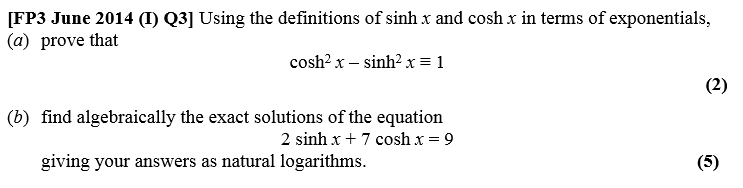 [FP3 June 2014 (I) Q3] Using the definitions of sinh x and cosh x in terms of exponentials,
(a) prove that
cosh² x – sinh² x ≡ 1
(2)
(b) find algebraically the exact solutions of the equation
2 sinh x + 7 cosh x = 9
giving your answers as natural logarithms.
(5)